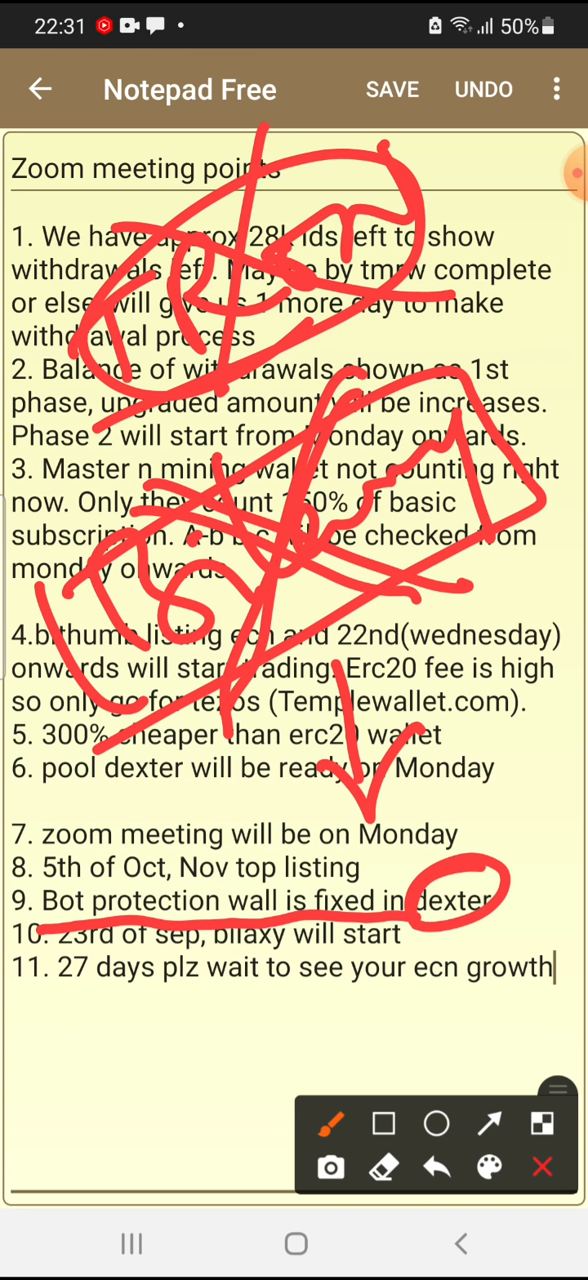 22:31
50%
Notepad Free SAVE UNDO
Zoom meeting points
1. We have approx 28k ids left to show
withdrawals left. May be by tmrw complete
or else will give us 1 more day to make
withdrawal process
2. Balance of withdrawals shown as 1st
phase, upgraded amount will be increases.
Phase 2 will start from Monday onwards.
3. Master n mining wallet not counting right
now. Only they count 150% of basic
subscription. A-b will be checked from
monday onwards
4.bithumb listing ecn and 22nd(wednesday)
onwards will start trading. Erc20 fee is high
so only go for tezos (Templewallet.com).
5. 300% cheaper than erc20 wallet
6. pool dexter will be ready on Monday
7. zoom meeting will be on Monday
8. 5th of Oct, Nov top listing
9. Bot protection wall is fixed in dexter
10. 23rd of sep, bilaxy will start
11. 27 days plz wait to see your ecn growth